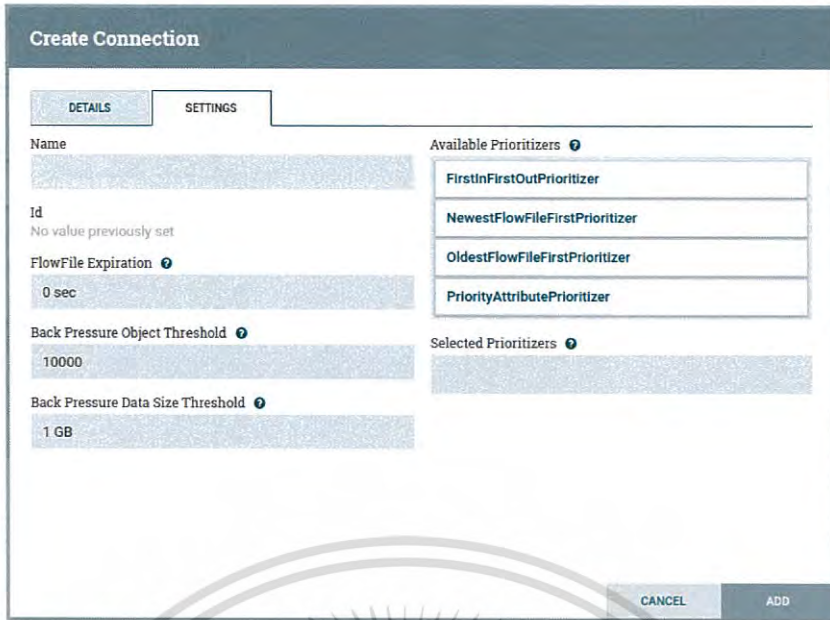 Create Connection
DETAILS
SETTINGS
Name
Id
No value previously set
FlowFile Expiration
0 sec
Back Pressure Object Threshold
10000
Back Pressure Data Size Threshold
1 GB
Available Prioritizers
FirstInFirstOutPrioritizer
NewestFlowFileFirstPrioritizer
OldestFlowFileFirstPrioritizer
PriorityAttributePrioritizer
Selected Prioritizers
CANCEL
ADD